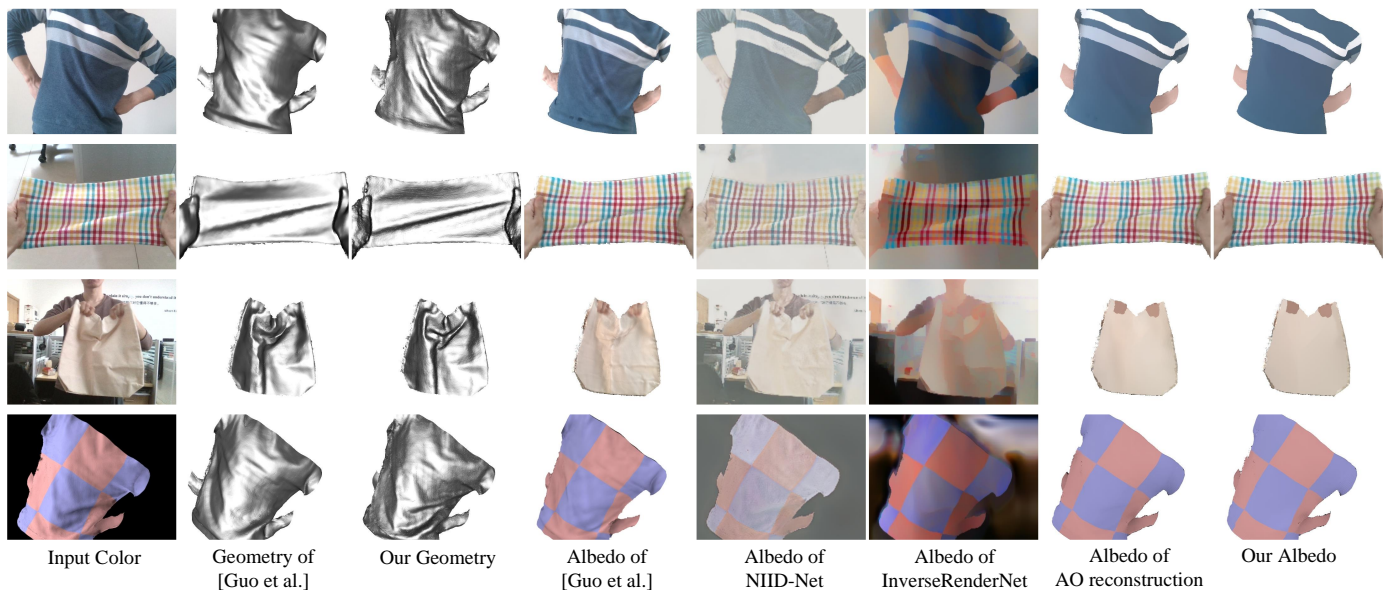 Input Color
Geometry of
[Guo et al.]
Our Geometry
Albedo of
[Guo et al.]
Albedo of
NIID-Net
Albedo of
InverseRenderNet
Albedo of
AO reconstruction
Our Albedo